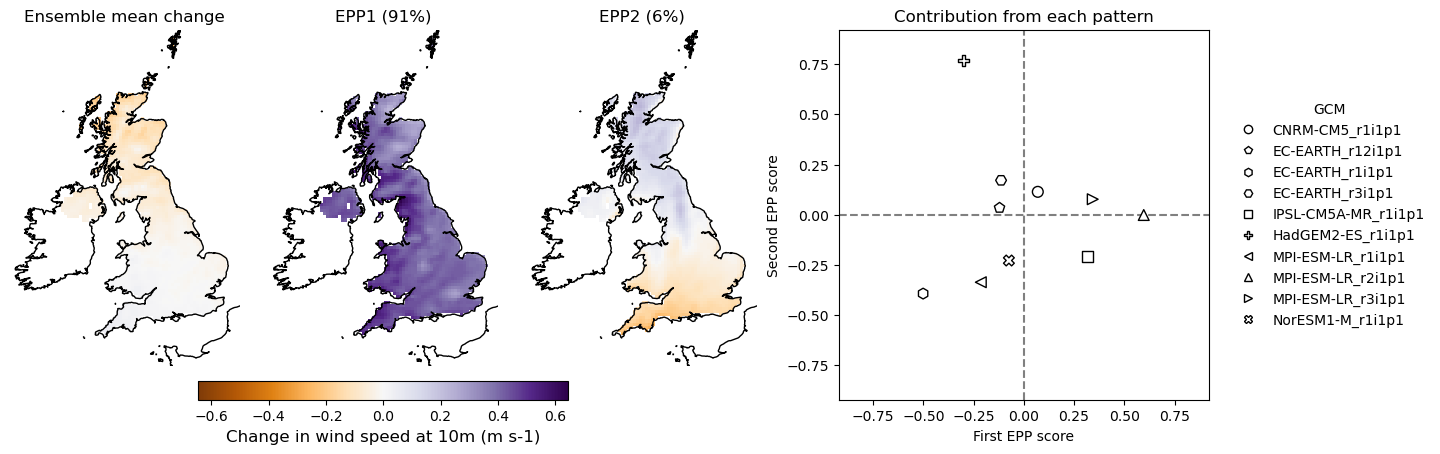 Ensemble mean change
EPP1 (91%)
EPP2 (6%)
Contribution from each pattern
−0.6 −0.4 −0.2 0.0 0.2 0.4 0.6
Change in wind speed at 10m (m s-1)
Second EPP score
0.75
0.50
0.25
0.00
−0.25
−0.50
−0.75
−0.75 −0.50 −0.25 0.00 0.25 0.50 0.75
First EPP score
GCM
CNRM-CM5_r1i1p1
EC-EARTH_r12i1p1
EC-EARTH_r1i1p1
EC-EARTH_r3i1p1
IPSL-CM5A-MR_r1i1p1
HadGEM2-ES_r1i1p1
MPI-ESM-LR_r1i1p1
MPI-ESM-LR_r2i1p1
MPI-ESM-LR_r3i1p1
NorESM1-M_r1i1p1